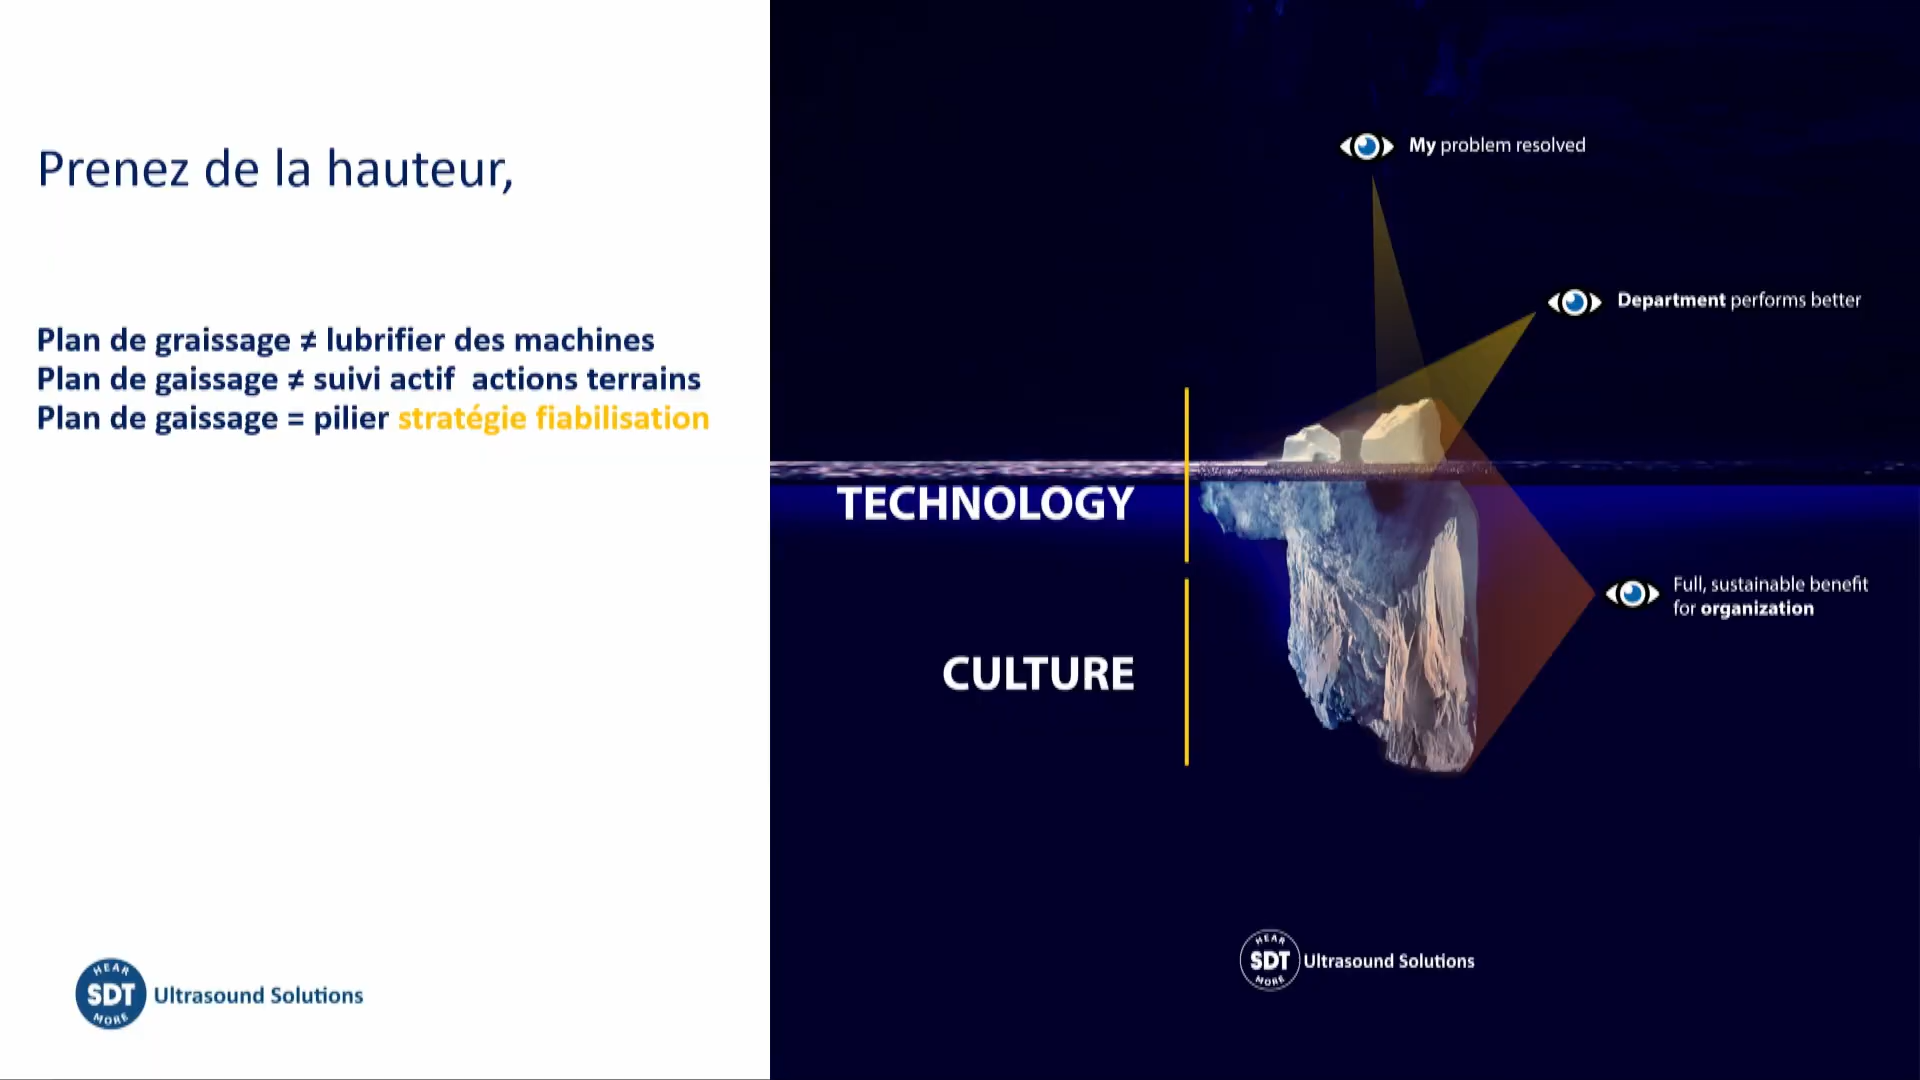 Prenez de la hauteur,
Plan de graissage ≠ lubrifier des machines
Plan de gaissage ≠ suivi actif  actions terrains
Plan de gaissage = pilier stratégie fiabilisation
HEAR
SDT
MORE
Ultrasound Solutions
My problem resolved
Department performs better
TECHNOLOGY
Full, sustainable benefit
for organization
CULTURE
HEAR
SDT
MORE
Ultrasound Solutions